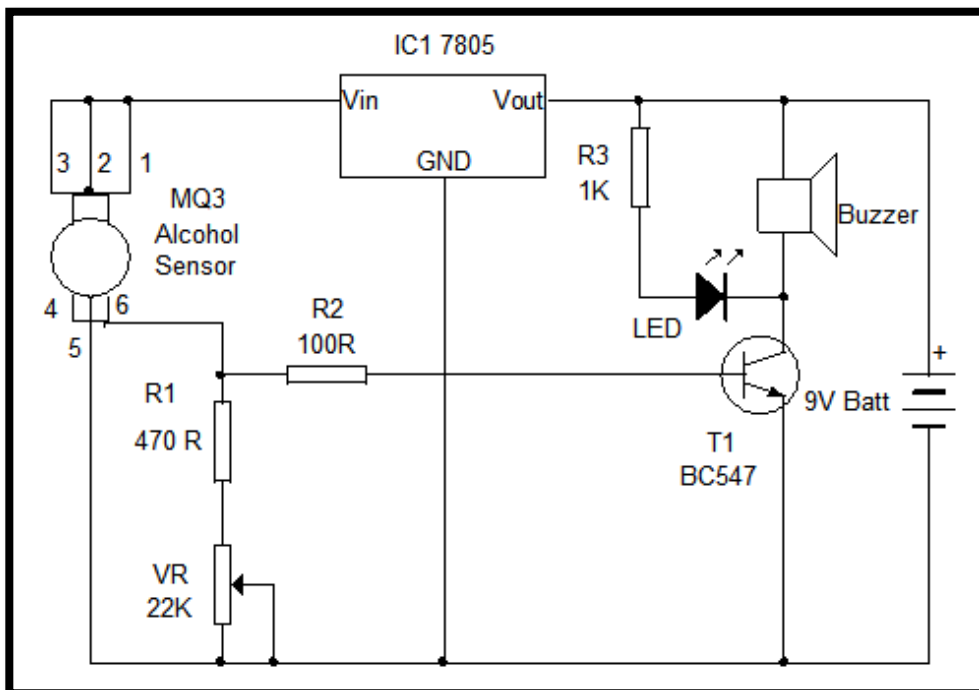 IC1 7805
Vin
Vout
GND
3
2
1
MQ3
Alcohol
Sensor
4
6
5
R3
1K
Buzzer
LED
R2
100R
R1
470 R
+
9V Batt
T1
BC547
VR
22K